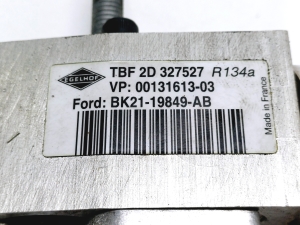 EGELHOF
TBF 2D 327527 R134a
VP: 00131613-03
Ford: BK21-19849-AB
Made in France